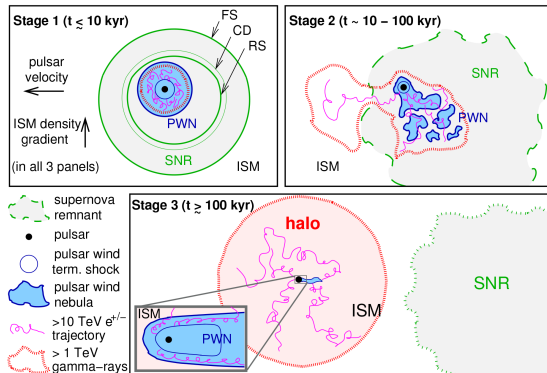 Stage 1 (t ≲ 10 kyr)
FS
CD
RS
pulsar
velocity
ISM density
gradient
(in all 3 panels)
PWN
SNR
ISM
Stage 2 (t ~ 10 − 100 kyr)
SNR
PWN
ISM
supernova
remnant
pulsar
pulsar wind
term. shock
pulsar wind
nebula
>10 TeV e+/−
trajectory
> 1 TeV
gamma−rays
Stage 3 (t ≳ 100 kyr)
halo
ISM
SNR
ISM
PWN